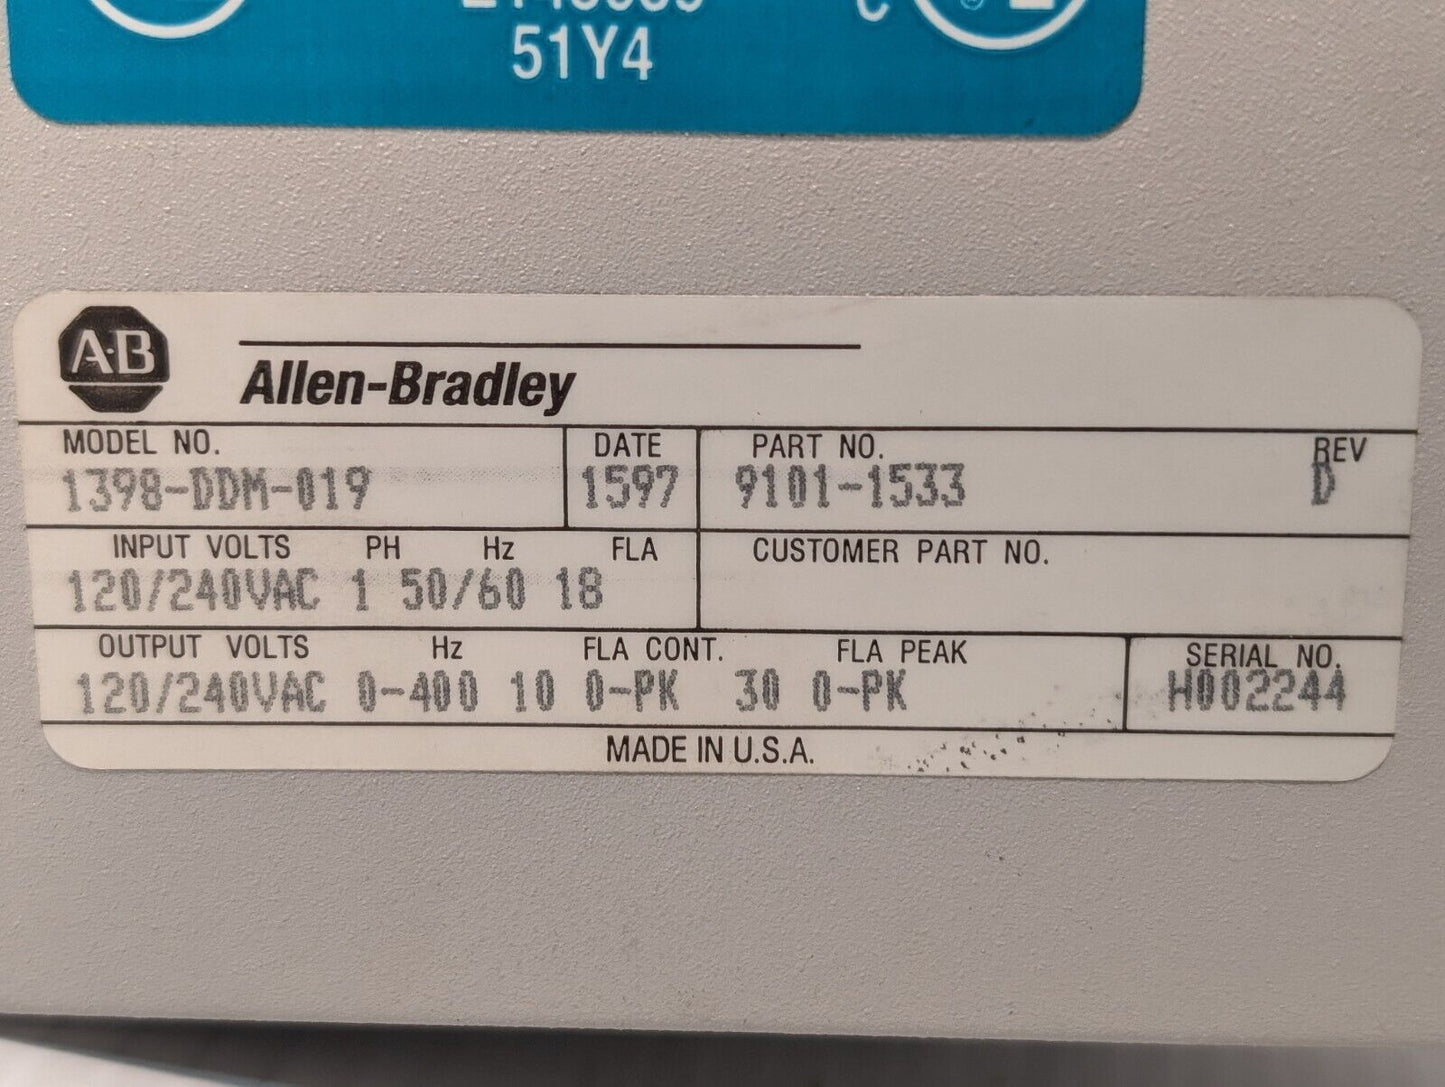 51Y4
C
A·B
Allen-Bradley
MODEL NO. DATE PART NO. REV
1398-DDM-019 1597 9101-1533 D
INPUT VOLTS PH Hz FLA CUSTOMER PART NO.
120/240VAC 1 50/60 18
OUTPUT VOLTS Hz FLA CONT. FLA PEAK SERIAL NO.
120/240VAC 0-400 10 0-PK 30 0-PK H002244
MADE IN U.S.A.